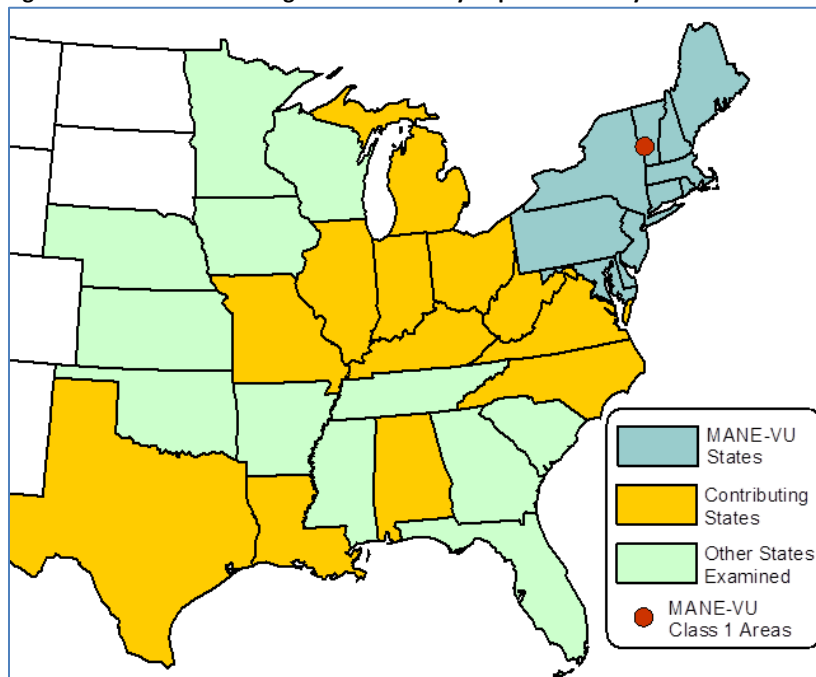 MANE-VU
States
Contributing
States
Other States
Examined
MANE-VU
Class 1 Areas